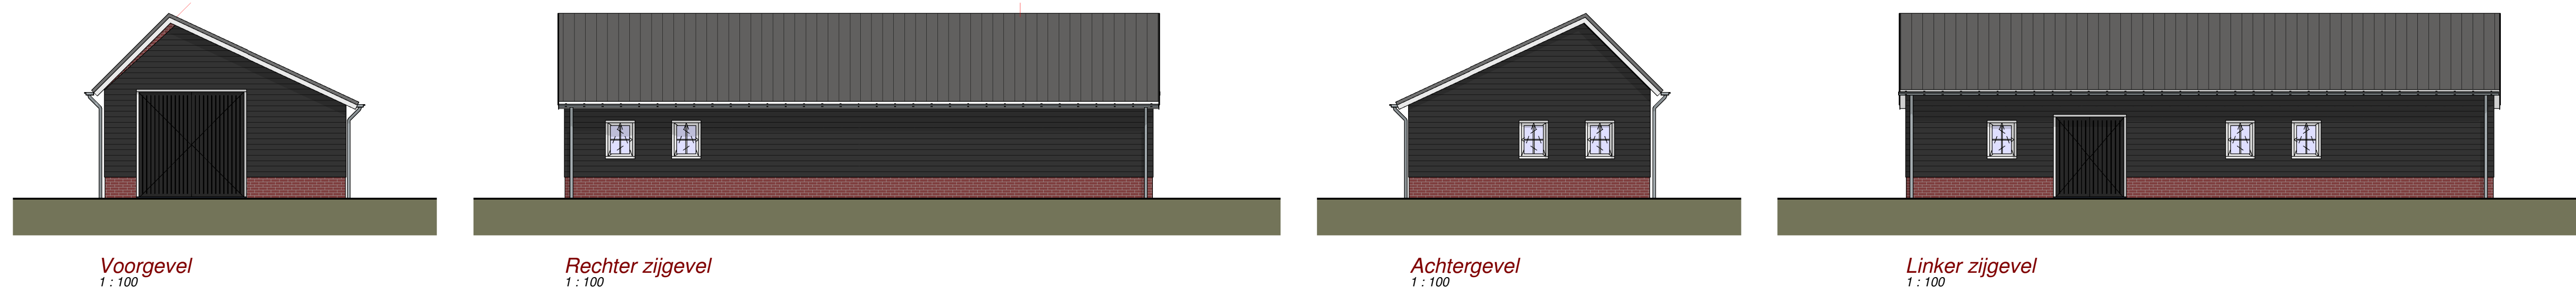 Voorgevel
1 : 100
Rechter zijgevel
1 : 100
Achtergevel
1 : 100
Linker zijgevel
1 : 100